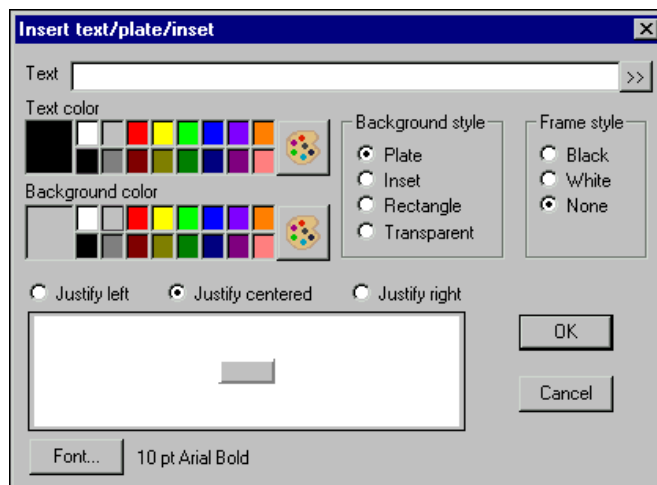 Insert text/plate/inset
Text
>>
Text color
Background color
Background style
Plate
Inset
Rectangle
Transparent
Frame style
Black
White
None
Justify left
Justify centered
Justify right
OK
Cancel
Font...
10 pt Arial Bold